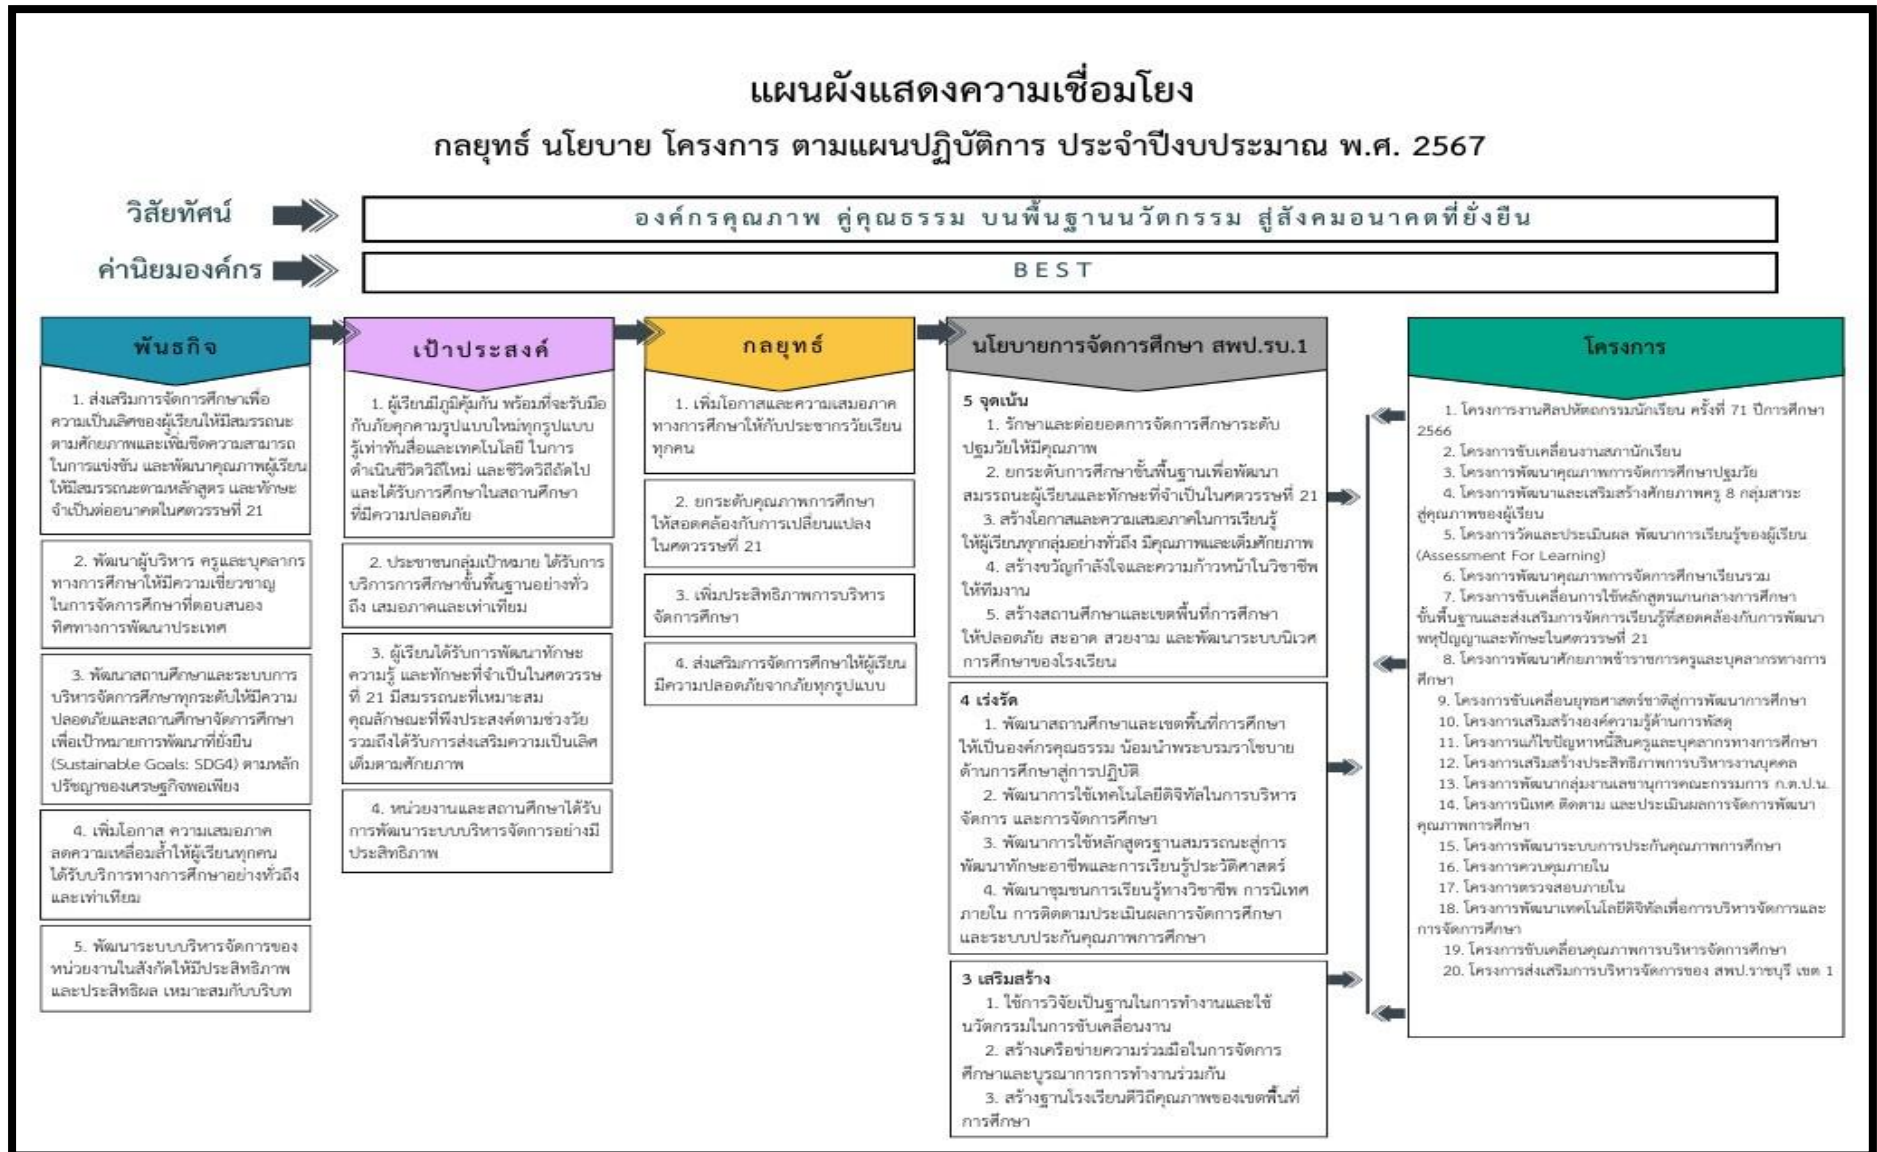 แผนผังแสดงความเชื่อมโยง
กลยุทธ์ นโยบาย โครงการ ตามแผนปฏิบัติการ ประจำปีงบประมาณ พ.ศ. 2567
วิสัยทัศน์
องค์กรคุณภาพ คู่คุณธรรม บนพื้นฐานนวัตกรรม สู่สังคมอนาคตที่ยั่งยืน
ค่านิยมองค์กร
BEST
พันธกิจ
1. ส่งเสริมการจัดการศึกษาเพื่อ
ความเป็นเลิศของผู้เรียนให้มีสมรรถนะ
ตามศักยภาพและเพิ่มขีดความสามารถ
ในการแข่งขัน และพัฒนาคุณภาพผู้เรียน
ให้มีสมรรถนะตามหลักสูตร และทักษะ
จำเป็นต่ออนาคตในศตวรรษที่ 21
2. พัฒนาผู้บริหาร ครูและบุคลากร
ทางการศึกษาให้มีความเชี่ยวชาญ
ในการจัดการศึกษาที่ตอบสนอง
ทิศทางการพัฒนาประเทศ
3. พัฒนาสถานศึกษาและระบบการ
บริหารจัดการศึกษาทุกระดับให้มีความ
ปลอดภัยและสถานศึกษาจัดการศึกษา
เพื่อเป้าหมายการพัฒนาที่ยั่งยืน
(Sustainable Goals: SDG4) ตามหลัก
ปรัชญาของเศรษฐกิจพอเพียง
4. เพิ่มโอกาส ความเสมอภาค
ลดความเหลื่อมล้ำให้ผู้เรียนทุกคน
ได้รับบริการทางการศึกษาอย่างทั่วถึง
และเท่าเทียม
5. พัฒนาระบบบริหารจัดการของ
หน่วยงานในสังกัดให้มีประสิทธิภาพ
และประสิทธิผล เหมาะสมกับบริบท
เป้าประสงค์
1. ผู้เรียนมีภูมิคุ้มกัน พร้อมที่จะรับมือ
กับภัยคุกคามรูปแบบใหม่ทุกรูปแบบ
รู้เท่าทันสื่อและเทคโนโลยี ในการ
ดำเนินชีวิตวิถีใหม่ และชีวิตวิถีถัดไป
และได้รับการศึกษาในสถานศึกษา
ที่มีความปลอดภัย
2. ประชาชนกลุ่มเป้าหมาย ได้รับการ
บริการการศึกษาขั้นพื้นฐานอย่างทั่ว
ถึง เสมอภาคและเท่าเทียม
3. ผู้เรียนได้รับการพัฒนาทักษะ
ความรู้ และทักษะที่จำเป็นในศตวรรษ
ที่ 21 มีสมรรถนะที่เหมาะสม
คุณลักษณะที่พึงประสงค์ตามช่วงวัย
รวมถึงได้รับการส่งเสริมความเป็นเลิศ
เต็มตามศักยภาพ
4. หน่วยงานและสถานศึกษาได้รับ
การพัฒนาระบบบริหารจัดการอย่างมี
ประสิทธิภาพ
กลยุทธ์
1. เพิ่มโอกาสและความเสมอภาค
ทางการศึกษาให้กับประชากรวัยเรียน
ทุกคน
2. ยกระดับคุณภาพการศึกษา
ให้สอดคล้องกับการเปลี่ยนแปลง
ในศตวรรษที่ 21
3. เพิ่มประสิทธิภาพการบริหาร
จัดการศึกษา
4. ส่งเสริมการจัดการศึกษาให้ผู้เรียน
มีความปลอดภัยจากภัยทุกรูปแบบ
นโยบายการจัดการศึกษา สพป.รบ.1
5 จุดเน้น
1. รักษาและต่อยอดการจัดการศึกษาระดับ
ปฐมวัยให้มีคุณภาพ
2. ยกระดับการศึกษาขั้นพื้นฐานเพื่อพัฒนา
สมรรถนะผู้เรียนและทักษะที่จำเป็นในศตวรรษที่ 21
3. สร้างโอกาสและความเสมอภาคในการเรียนรู้
ให้ผู้เรียนทุกกลุ่มอย่างทั่วถึง มีคุณภาพและเต็มศักยภาพ
4. สร้างขวัญกำลังใจและความก้าวหน้าในวิชาชีพ
ให้ทีมงาน
5. สร้างสถานศึกษาและเขตพื้นที่การศึกษา
ให้ปลอดภัย สะอาด สวยงาม และพัฒนาระบบนิเวศ
การศึกษาของโรงเรียน
4 เร่งรัด
1. พัฒนาสถานศึกษาและเขตพื้นที่การศึกษา
ให้เป็นองค์กรคุณธรรม น้อมนำพระบรมราโชบาย
ด้านการศึกษาสู่การปฏิบัติ
2. พัฒนาการใช้เทคโนโลยีดิจิทัลในการบริหาร
จัดการ และการจัดการศึกษา
3. พัฒนาการใช้หลักสูตรฐานสมรรถนะสู่การ
พัฒนาทักษะอาชีพและการเรียนรู้ประวัติศาสตร์
4. พัฒนาชุมชนการเรียนรู้ทางวิชาชีพ การนิเทศ
ภายใน การติดตามประเมินผลการจัดการศึกษา
และระบบประกันคุณภาพการศึกษา
3 เสริมสร้าง
1. ใช้การวิจัยเป็นฐานในการทำงานและใช้
นวัตกรรมในการขับเคลื่อนงาน
2. สร้างเครือข่ายความร่วมมือในการจัดการ
ศึกษาและบูรณาการการทำงานร่วมกัน
3. สร้างฐานโรงเรียนดีวิถีคุณภาพของเขตพื้นที่
การศึกษา
โครงการ
1. โครงการงานศิลปหัตถกรรมนักเรียน ครั้งที่ 71 ปีการศึกษา
2566
2. โครงการขับเคลื่อนงานสภานักเรียน
3. โครงการพัฒนาคุณภาพการจัดการศึกษาปฐมวัย
4. โครงการพัฒนาและเสริมสร้างศักยภาพครู 8 กลุ่มสาระ
สู่คุณภาพของผู้เรียน
5. โครงการวัดและประเมินผล พัฒนาการเรียนรู้ของผู้เรียน
(Assessment For Learning)
6. โครงการพัฒนาคุณภาพการจัดการศึกษาเรียนรวม
7. โครงการขับเคลื่อนการใช้หลักสูตรแกนกลางการศึกษา
ขั้นพื้นฐานและส่งเสริมการจัดการเรียนรู้ที่สอดคล้องกับการพัฒนา
พหุปัญญาและทักษะในศตวรรษที่ 21
8. โครงการพัฒนาศักยภาพข้าราชการครูและบุคลากรทางการ
ศึกษา
9. โครงการขับเคลื่อนยุทธศาสตร์ชาติสู่การพัฒนาการศึกษา
10. โครงการเสริมสร้างองค์ความรู้ด้านการพัสดุ
11. โครงการแก้ไขปัญหาหนี้สินครูและบุคลากรทางการศึกษา
12. โครงการเสริมสร้างประสิทธิภาพการบริหารงานบุคคล
13. โครงการพัฒนากลุ่มงานเลขานุการคณะกรรมการ ก.ต.ป.น.
14. โครงการนิเทศ ติดตาม และประเมินผลการจัดการพัฒนา
คุณภาพการศึกษา
15. โครงการพัฒนาระบบการประกันคุณภาพการศึกษา
16. โครงการควบคุมภายใน
17. โครงการตรวจสอบภายใน
18. โครงการพัฒนาเทคโนโลยีดิจิทัลเพื่อการบริหารจัดการและ
การจัดการศึกษา
19. โครงการขับเคลื่อนคุณภาพการบริหารจัดการศึกษา
20. โครงการส่งเสริมการบริหารจัดการของ สพป.ราชบุรี เขต 1